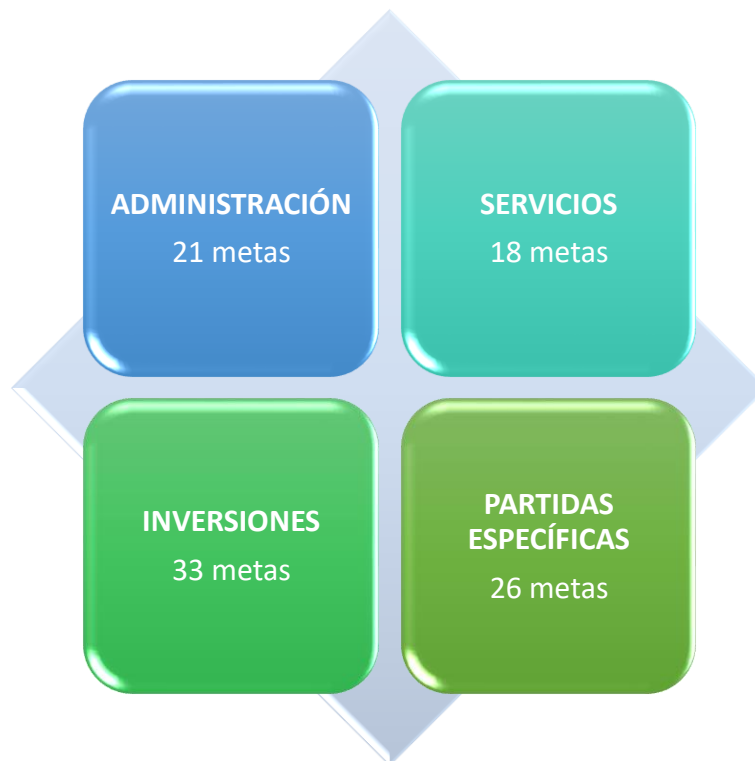 ADMINISTRACIÓN
21 metas
SERVICIOS
18 metas
INVERSIONES
33 metas
PARTIDAS
ESPECÍFICAS
26 metas